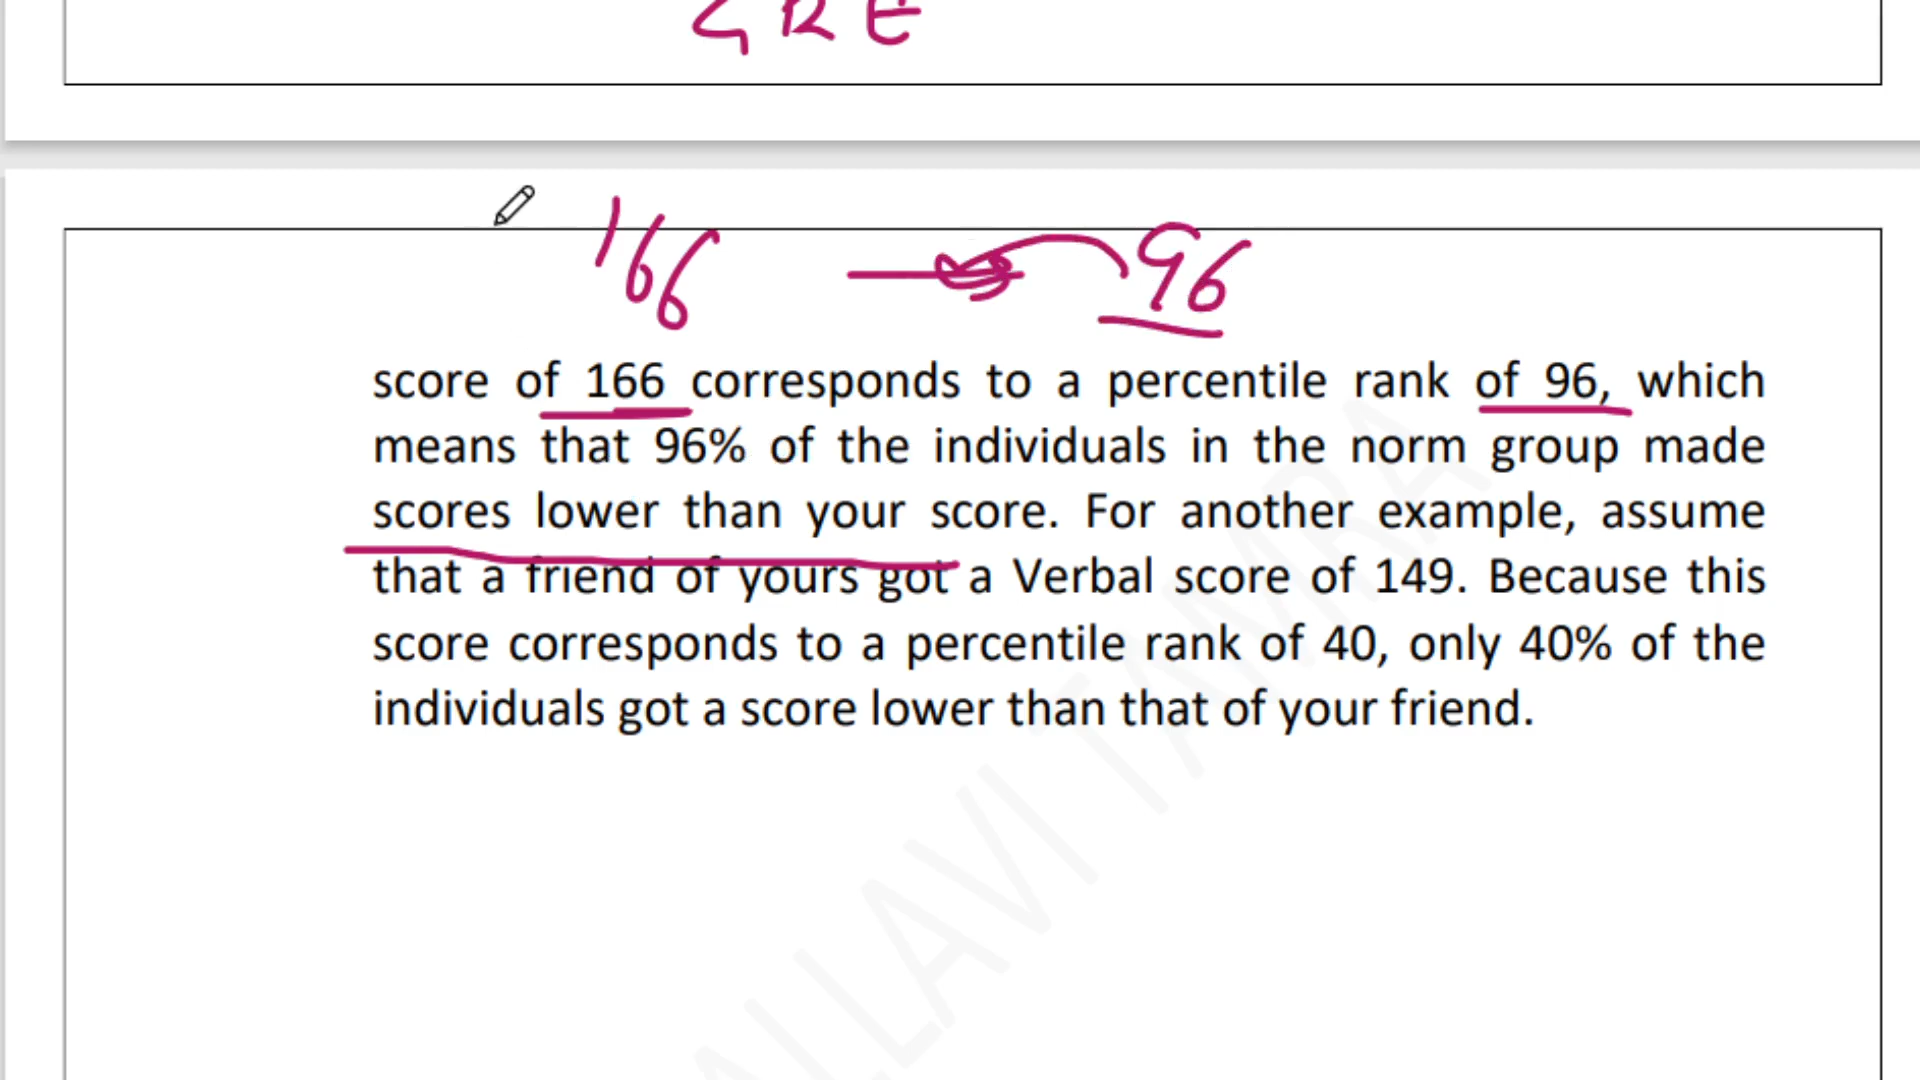 GRE
166 96
score of 166 corresponds to a percentile rank of 96, which
means that 96% of the individuals in the norm group made
scores lower than your score. For another example, assume
that a friend of yours got a Verbal score of 149. Because this
score corresponds to a percentile rank of 40, only 40% of the
individuals got a score lower than that of your friend.
ALLAVI TAMRA